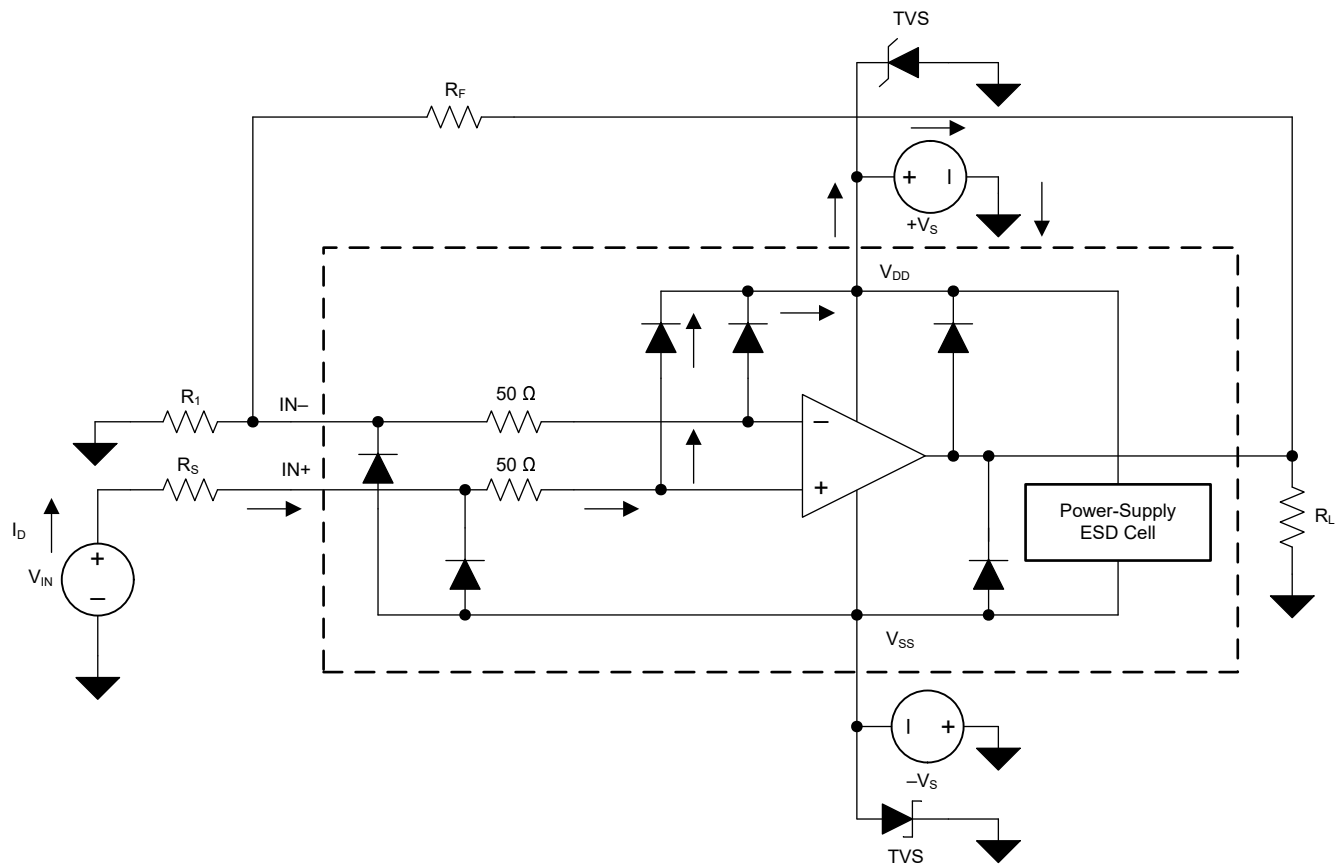 TVS
R_F
+ I
+V_S
V_DD
R_1
IN–
50 Ω
–
R_S
IN+
50 Ω
+
Power-Supply
ESD Cell
R_L
I_D
+
V_IN
–
V_SS
I +
–V_S
TVS